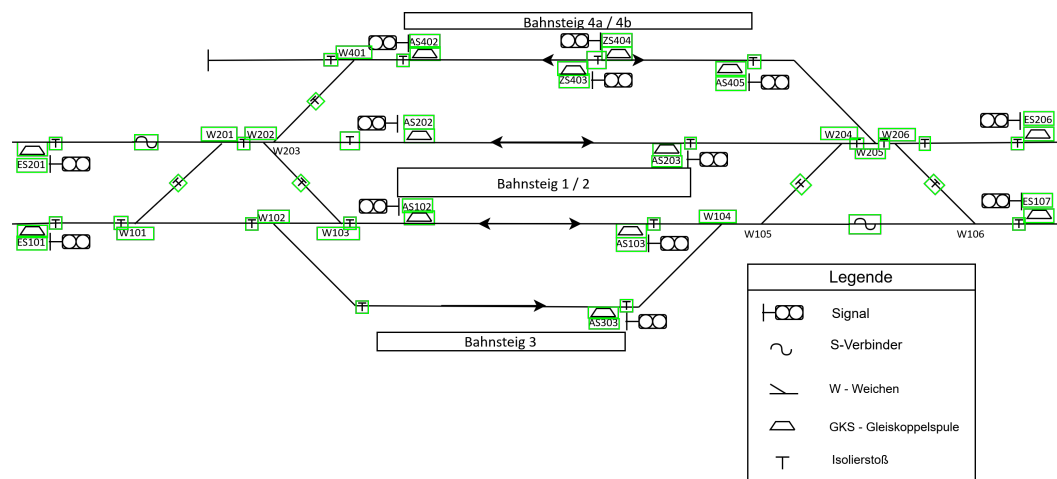 Bahnsteig 4a / 4b
AS402
ZS404
W401
ZS403
AS405
AS202
ES206
W201
W202
W204
W206
W203
W205
ES201
AS203
Bahnsteig 1 / 2
AS102
ES107
W102
W104
ES101
W101
W103
AS103
W105
W106
Legende
AS303
Signal
Bahnsteig 3
S-Verbinder
W - Weichen
GKS - Gleiskoppelspule
Isolierstoß